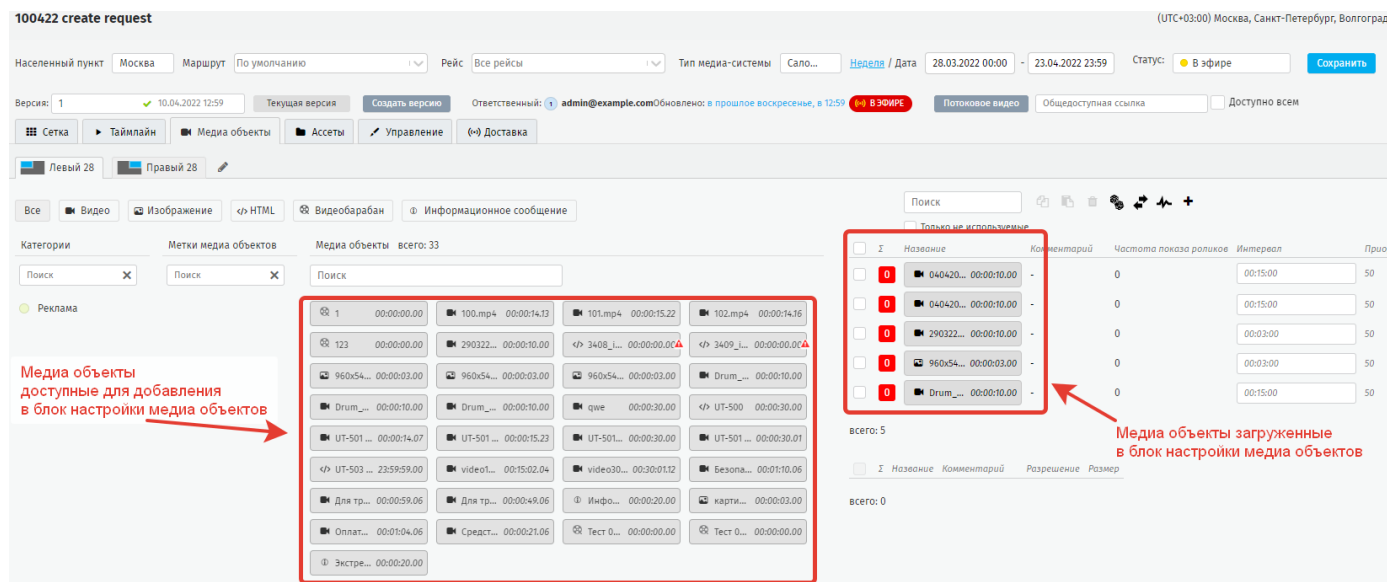 100422 create request
(UTC+03:00) Москва, Санкт-Петербург, Волгоград
Населенный пункт Москва Маршрут По умолчанию Рейс Все рейсы Тип медиа-системы Сало... Неделя / Дата 28.03.2022 00:00 - 23.04.2022 23:59 Статус: В эфире Сохранить
Версия: 1 10.04.2022 12:59 Текущая версия Создать версию Ответственный: 1 admin@example.comОбновлено: в прошлое воскресенье, в 12:59 В ЭФИРЕ Потоковое видео Общедоступная ссылка Доступно всем
Сетка Таймлайн Медиа объекты Ассеты Управление Доставка
Левый 28 Правый 28
Все Видео Изображение HTML Видеобарабан Информационное сообщение
Категории Метки медиа объектов Медиа объекты всего: 33
Поиск Поиск Поиск
Реклама
1 00:00:00.00 100.mp4 00:00:14.13 101.mp4 00:00:15.22 102.mp4 00:00:14.16
123 00:00:00.00 290322... 00:00:10.00 3408_i... 00:00:00.00 3409_i... 00:00:00.00
960x54... 00:00:03.00 960x54... 00:00:03.00 960x54... 00:00:03.00 Drum_... 00:00:10.00
Drum_... 00:00:10.00 Drum_... 00:00:10.00 qwe 00:00:30.00 UT-500 00:00:30.00
UT-501 ... 00:00:14.07 UT-501 ... 00:00:15.23 UT-501... 00:00:30.00 UT-501 ... 00:00:30.01
UT-503 ... 23:59:59.00 video1... 00:15:02.04 video30... 00:30:01.12 Безопа... 00:01:10.06
Для тр... 00:00:59.06 Для тр... 00:00:49.06 Инфо... 00:00:20.00 карти... 00:00:03.00
Оплат... 00:01:04.06 Средст... 00:00:21.06 Тест 0... 00:00:00.00 Тест 0... 00:00:00.00
Экстре... 00:00:20.00
Медиа объекты
доступные для добавления
в блок настройки медиа объектов
Поиск
Только не используемые
Σ Название Комментарий Частота показа роликов Интервал Прио
0 040420... 00:00:10.00 - 0 00:15:00 50
0 040420... 00:00:10.00 - 0 00:15:00 50
0 290322... 00:00:10.00 - 0 00:03:00 50
0 960x54... 00:00:03.00 - 0 00:03:00 50
0 Drum_... 00:00:10.00 - 0 00:15:00 50
всего: 5
Медиа объекты загруженные
в блок настройки медиа объектов
Σ Название Комментарий Разрешение Размер
всего: 0